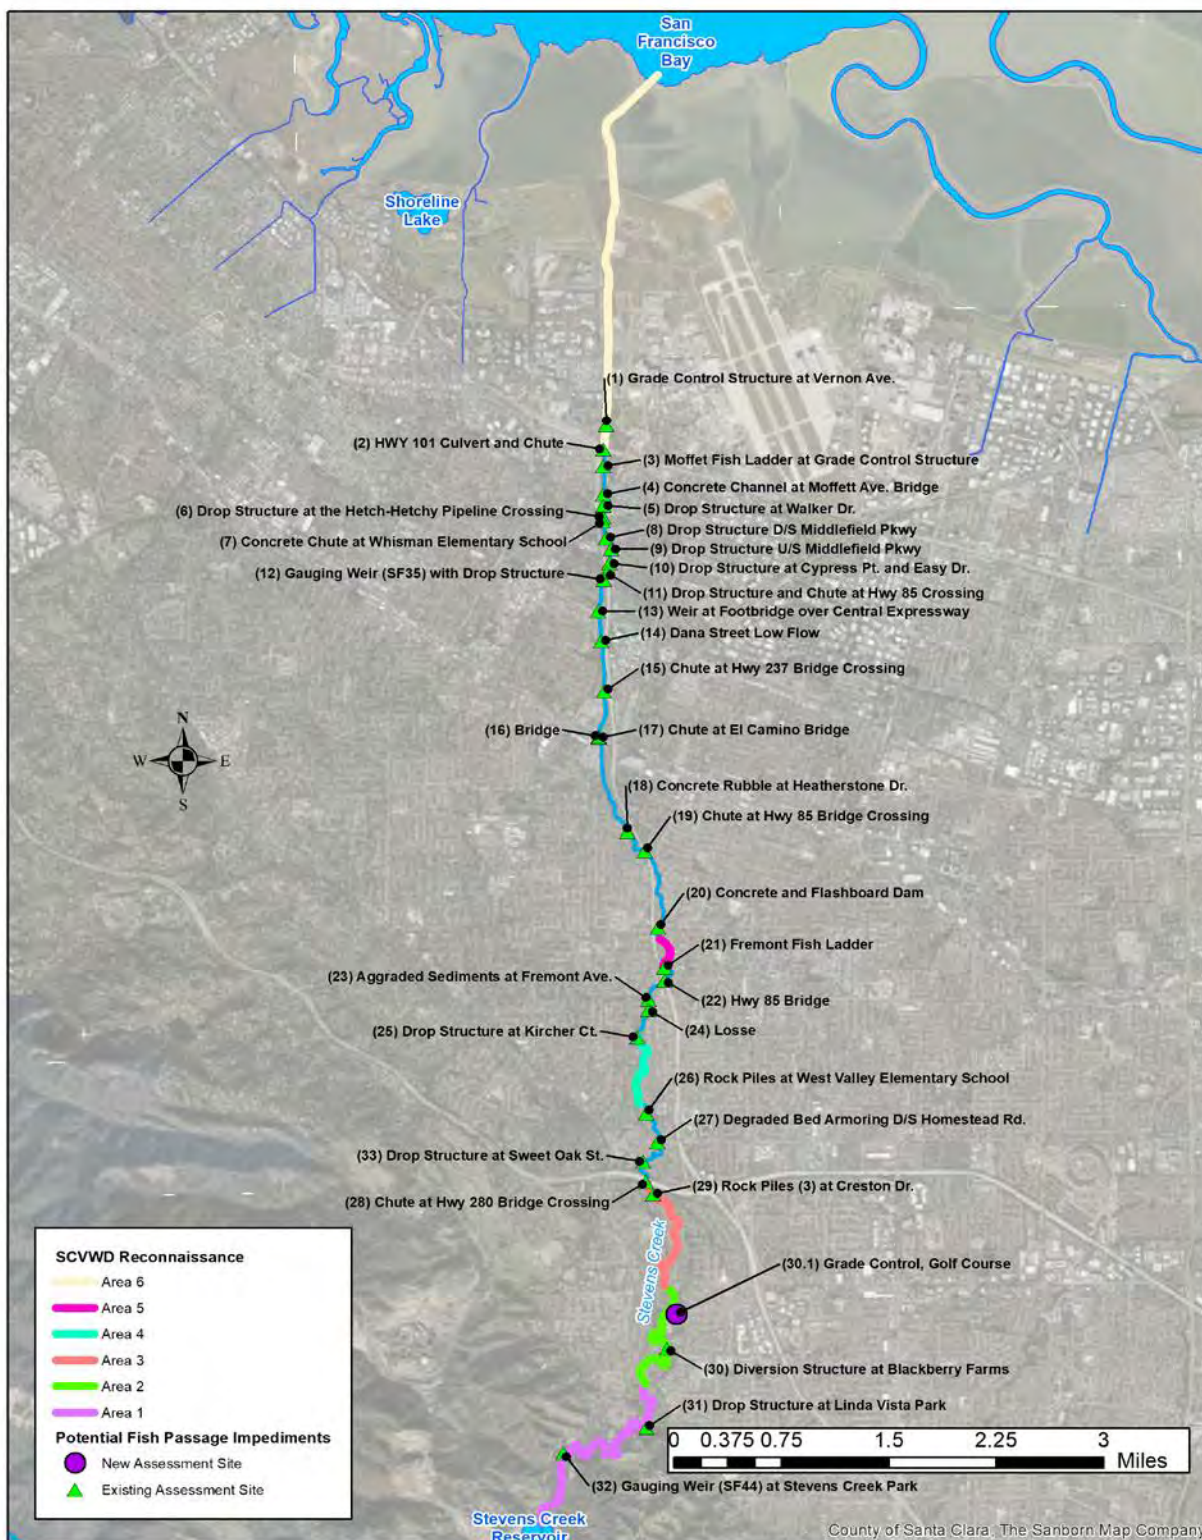 San
Francisco
Bay
Shoreline
Lake
(1) Grade Control Structure at Vernon Ave.
(2) HWY 101 Culvert and Chute
(3) Moffet Fish Ladder at Grade Control Structure
(4) Concrete Channel at Moffett Ave. Bridge
(5) Drop Structure at Walker Dr.
(6) Drop Structure at the Hetch-Hetchy Pipeline Crossing
(7) Concrete Chute at Whisman Elementary School
(8) Drop Structure D/S Middlefield Pkwy
(9) Drop Structure U/S Middlefield Pkwy
(10) Drop Structure at Cypress Pt. and Easy Dr.
(12) Gauging Weir (SF35) with Drop Structure
(11) Drop Structure and Chute at Hwy 85 Crossing
(13) Weir at Footbridge over Central Expressway
(14) Dana Street Low Flow
(15) Chute at Hwy 237 Bridge Crossing
(16) Bridge
(17) Chute at El Camino Bridge
N
W E
S
(18) Concrete Rubble at Heatherstone Dr.
(19) Chute at Hwy 85 Bridge Crossing
(20) Concrete and Flashboard Dam
(21) Fremont Fish Ladder
(23) Aggraded Sediments at Fremont Ave.
(22) Hwy 85 Bridge
(24) Losse
(25) Drop Structure at Kircher Ct.
(26) Rock Piles at West Valley Elementary School
(27) Degraded Bed Armoring D/S Homestead Rd.
(33) Drop Structure at Sweet Oak St.
(29) Rock Piles (3) at Creston Dr.
(28) Chute at Hwy 280 Bridge Crossing
Stevens Creek
(30.1) Grade Control, Golf Course
(30) Diversion Structure at Blackberry Farms
(31) Drop Structure at Linda Vista Park
(32) Gauging Weir (SF44) at Stevens Creek Park
Stevens Creek
Reservoir
SCVWD Reconnaissance
Area 6
Area 5
Area 4
Area 3
Area 2
Area 1
Potential Fish Passage Impediments
New Assessment Site
Existing Assessment Site
0 0.375 0.75 1.5 2.25 3
Miles
County of Santa Clara, The Sanborn Map Company